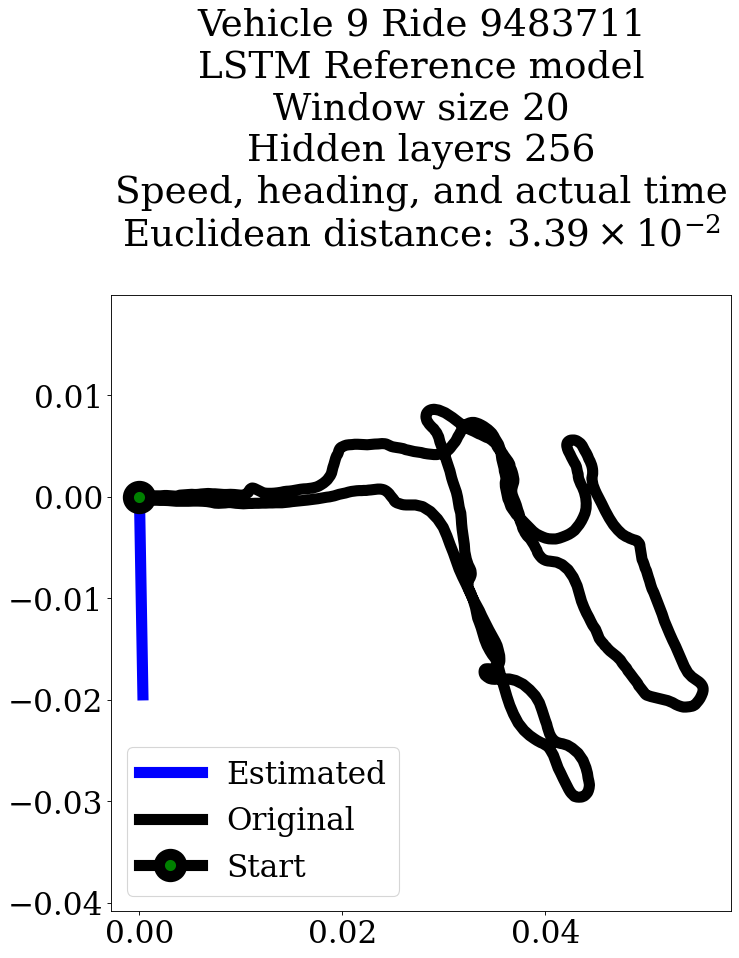 Vehicle 9 Ride 9483711
LSTM Reference model
Window size 20
Hidden layers 256
Speed, heading, and actual time
Euclidean distance: 3.39 × 10⁻²
0.01
0.00
−0.01
−0.02
−0.03
−0.04
Estimated
Original
Start
0.00 0.02 0.04